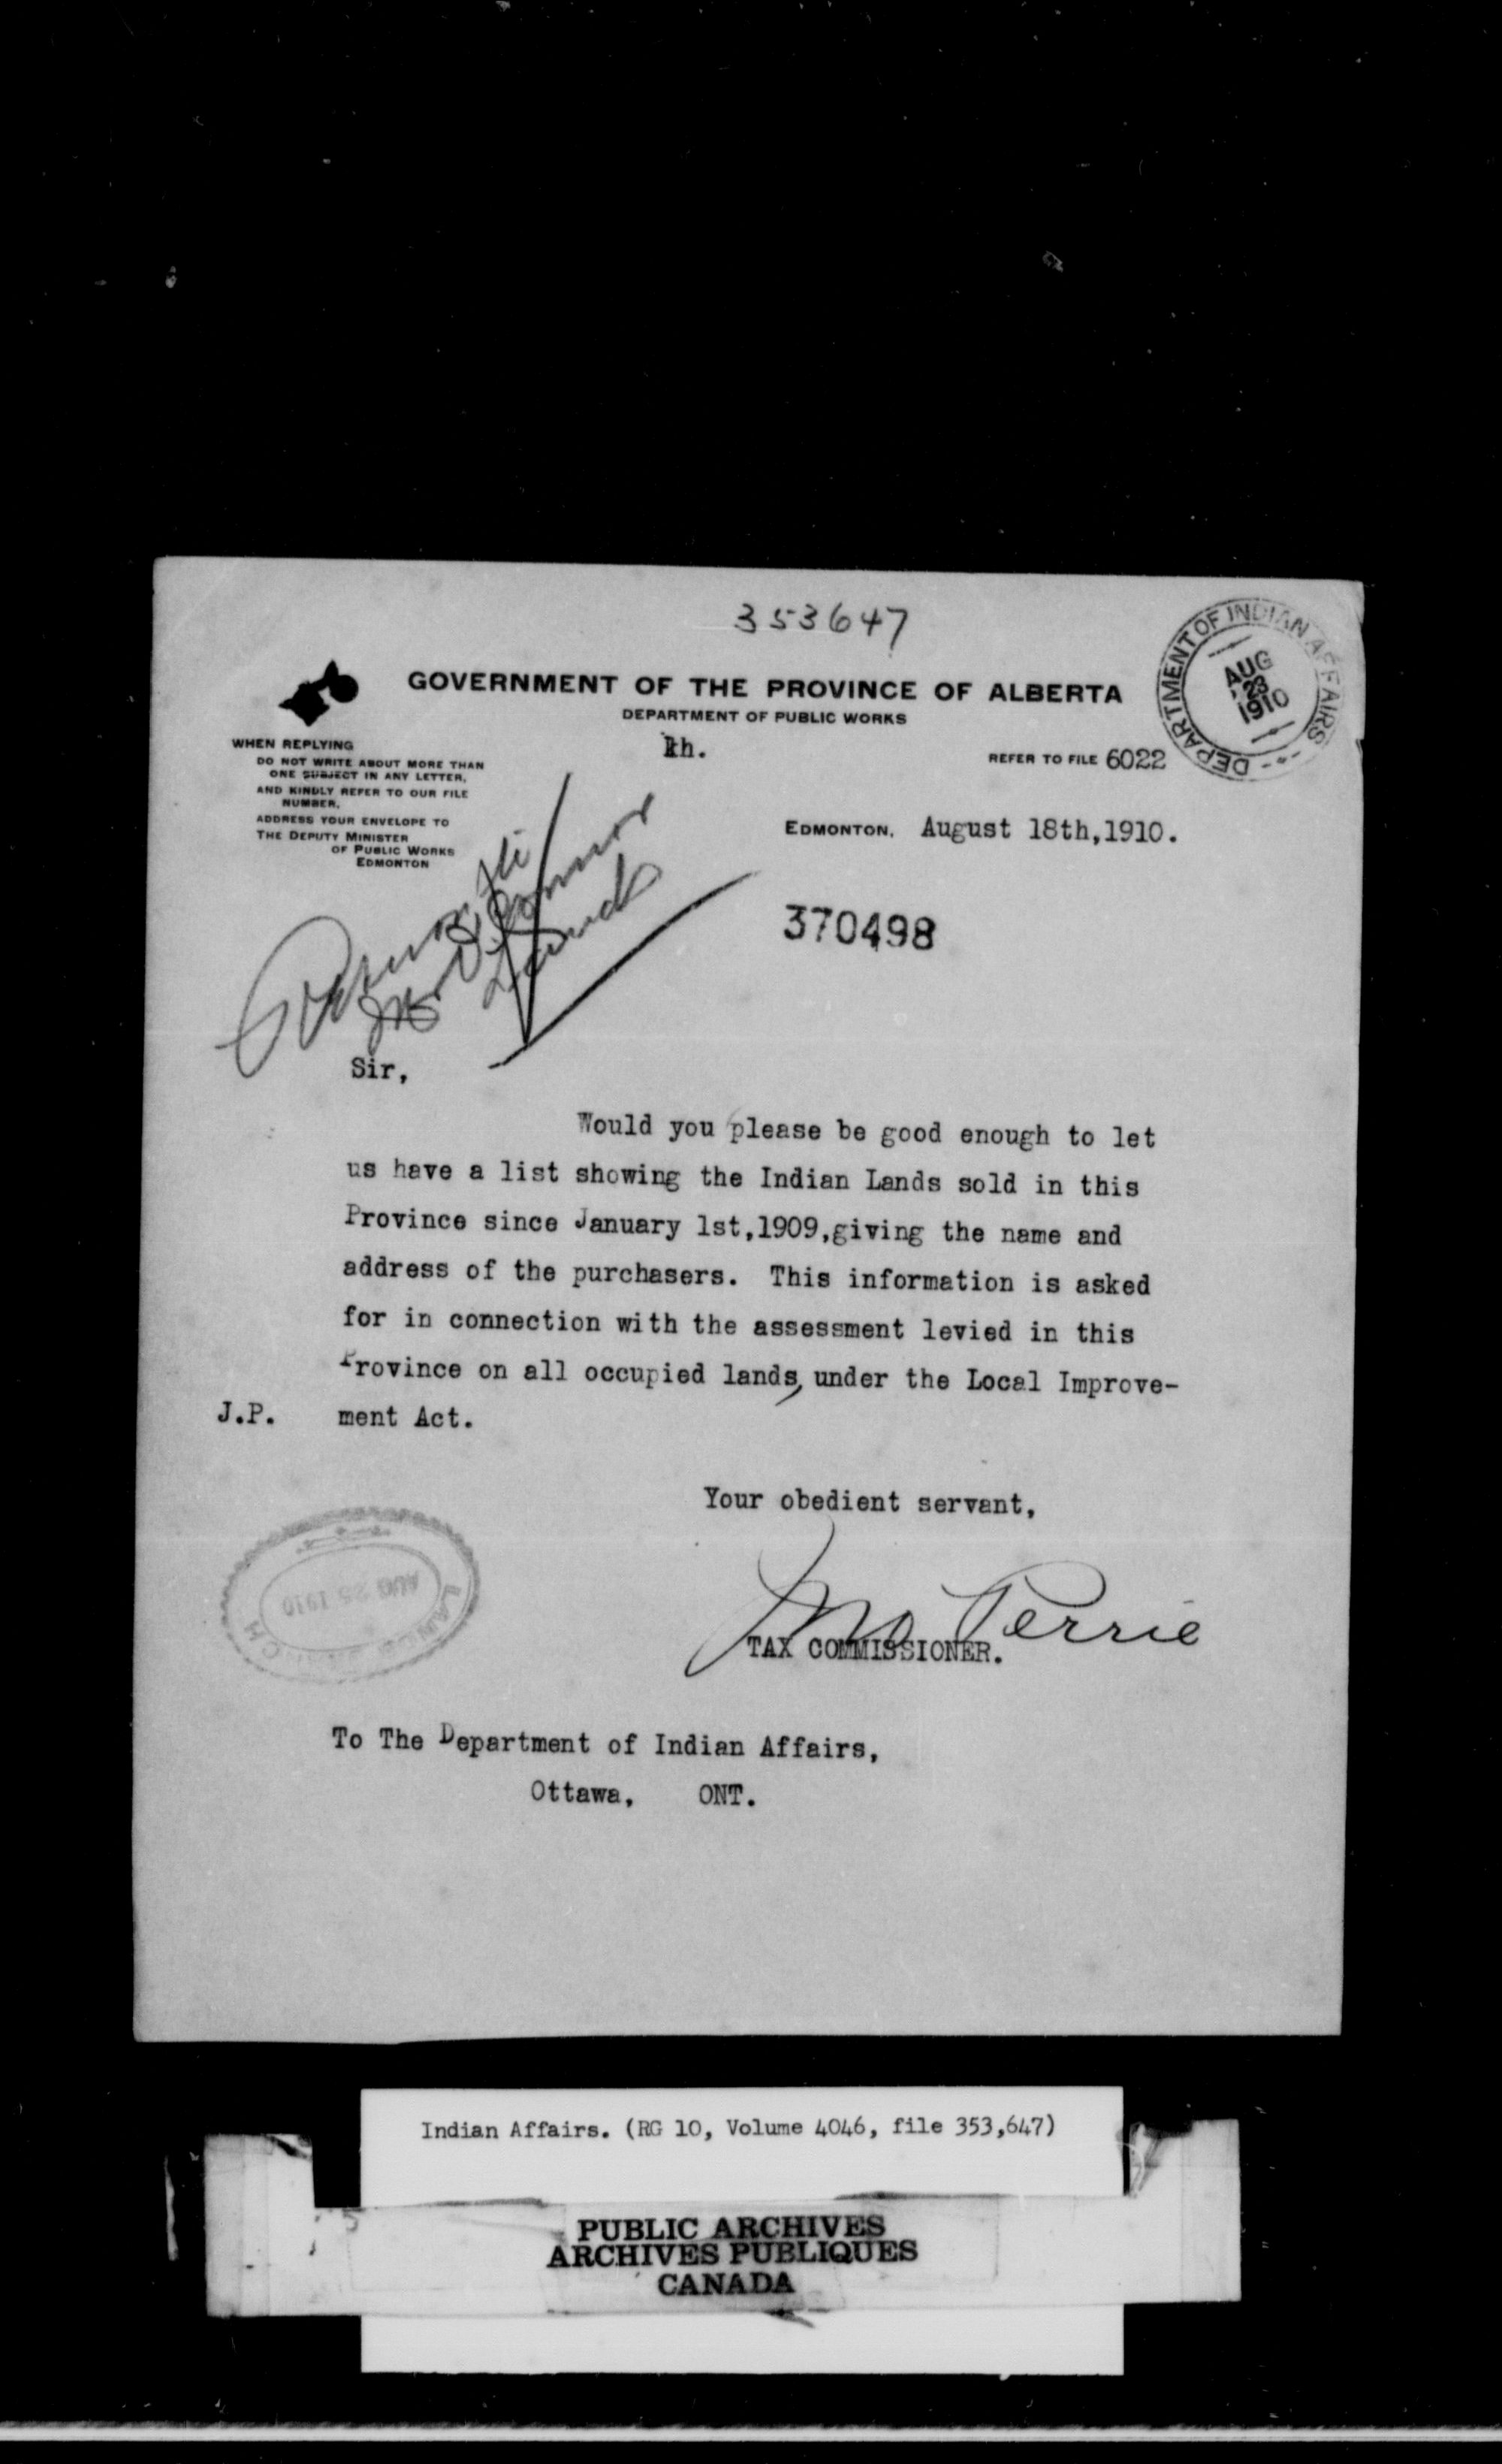 353647
GOVERNMENT OF THE PROVINCE OF ALBERTA
DEPARTMENT OF PUBLIC WORKS
DEPARTMENT OF INDIAN AFFAIRS
AUG
23
1910
WHEN REPLYING
DO NOT WRITE ABOUT MORE THAN
ONE SUBJECT IN ANY LETTER,
AND KINDLY REFER TO OUR FILE
NUMBER.
ADDRESS YOUR ENVELOPE TO
THE DEPUTY MINISTER
OF PUBLIC WORKS
EDMONTON
Rh.
REFER TO FILE 6022
EDMONTON, August 18th,1910.
370498
Sir,
Would you please be good enough to let
us have a list showing the Indian Lands sold in this
Province since January 1st,1909,giving the name and
address of the purchasers. This information is asked
for in connection with the assessment levied in this
Province on all occupied lands, under the Local Improve-
J.P. ment Act.
Your obedient servant,
Jno Perrie
TAX COMMISSIONER.
AUG 25 1910
To The Department of Indian Affairs,
Ottawa, ONT.
Indian Affairs. (RG 10, Volume 4046, file 353,647)
PUBLIC ARCHIVES
ARCHIVES PUBLIQUES
CANADA